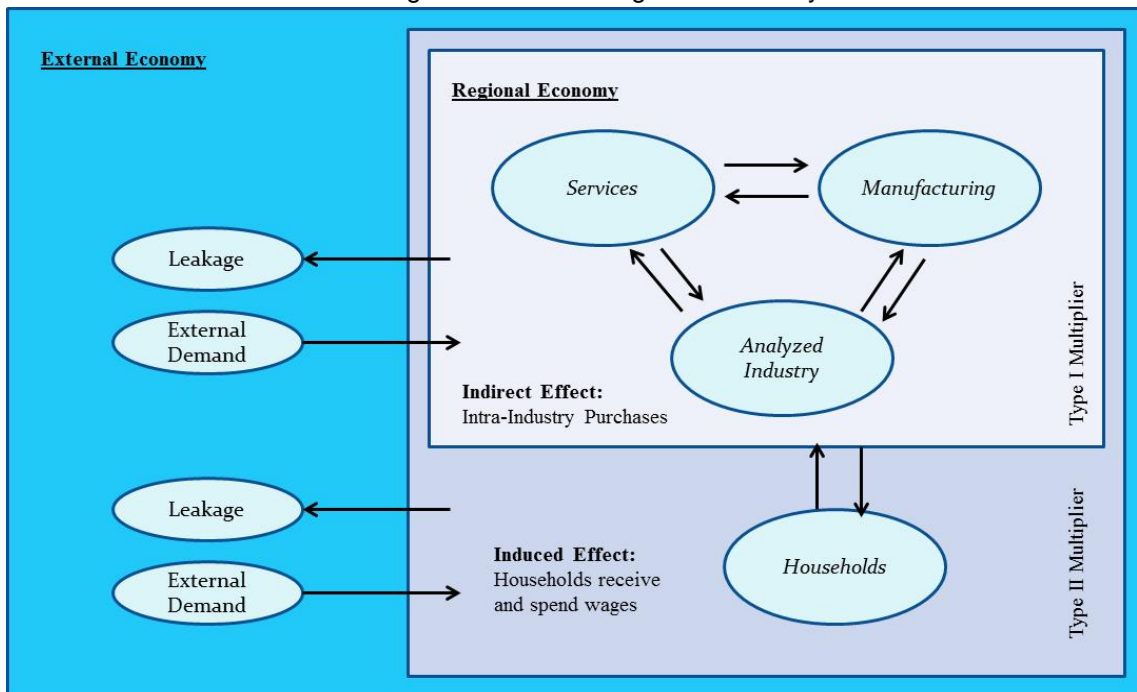 External Economy
Regional Economy
Services
Manufacturing
Leakage
External
Demand
Analyzed
Industry
Indirect Effect:
Intra-Industry Purchases
Type I Multiplier
Leakage
External
Demand
Induced Effect:
Households receive
and spend wages
Households
Type II Multiplier